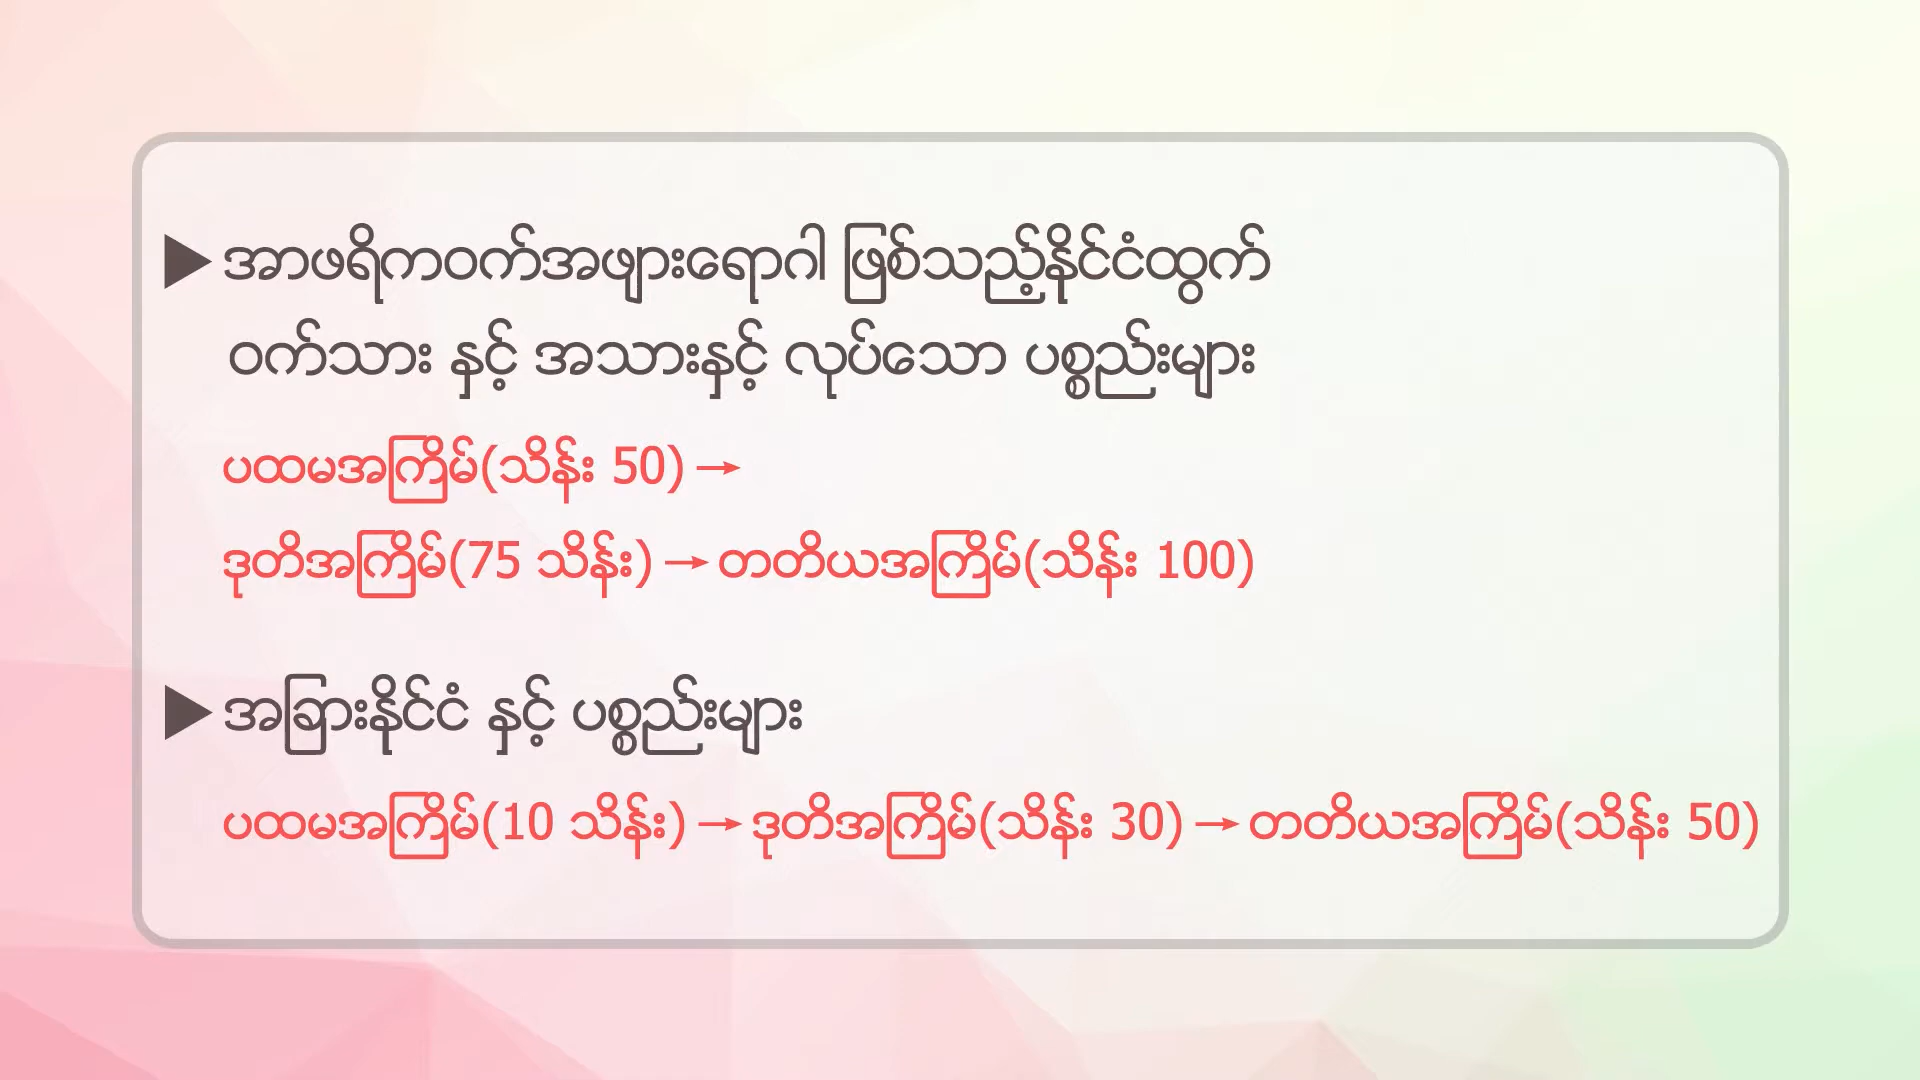 ▶အာဖရိကဝက်အဖျားရောဂါ ဖြစ်သည့်နိုင်ငံထွက်
ဝက်သား နှင့် အသားနှင့် လုပ်သော ပစ္စည်းများ
ပထမအကြိမ်(သိန်း 50)→
ဒုတိအကြိမ်(75 သိန်း)→တတိယအကြိမ်(သိန်း 100)
▶အခြားနိုင်ငံ နှင့် ပစ္စည်းများ
ပထမအကြိမ်(10 သိန်း)→ဒုတိအကြိမ်(သိန်း 30)→တတိယအကြိမ်(သိန်း 50)